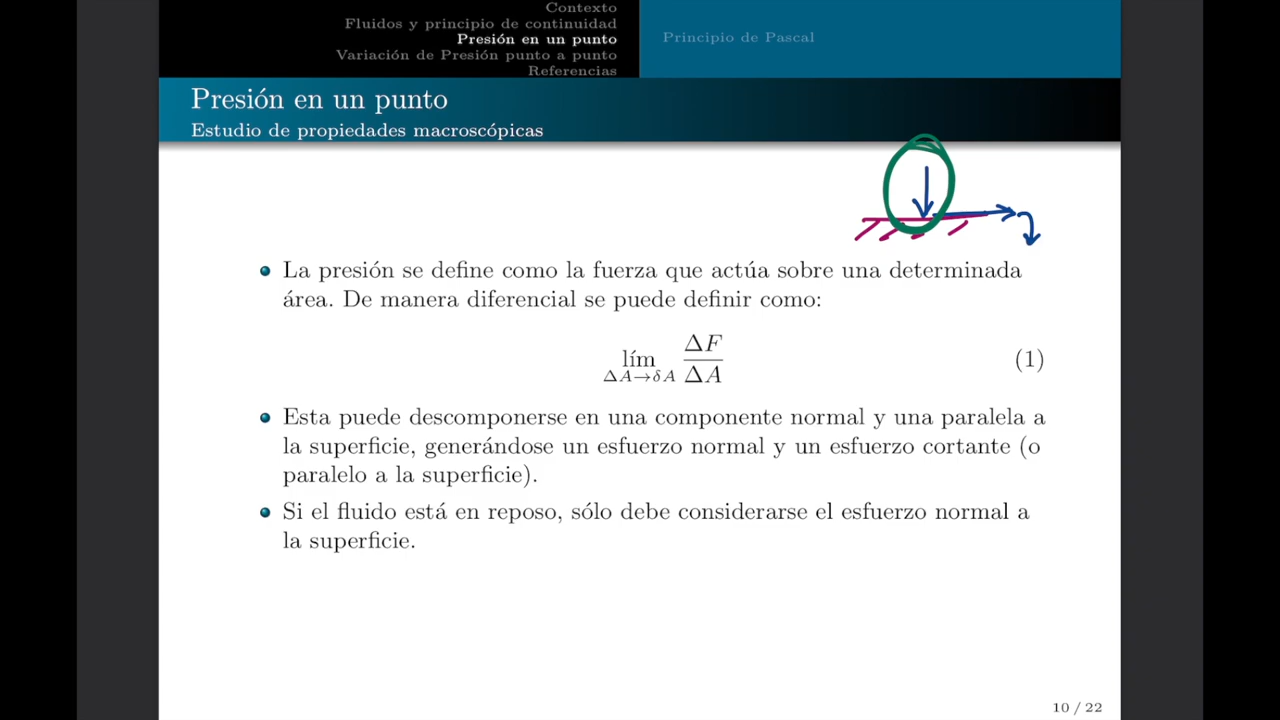 Contexto
Fluidos y principio de continuidad
Presión en un punto
Variación de Presión punto a punto
Referencias
Principio de Pascal
Presión en un punto
Estudio de propiedades macroscópicas
La presión se define como la fuerza que actúa sobre una determinada
área. De manera diferencial se puede definir como:
lím ΔA→δA ΔF/ΔA (1)
Esta puede descomponerse en una componente normal y una paralela a
la superficie, generándose un esfuerzo normal y un esfuerzo cortante (o
paralelo a la superficie).
Si el fluido está en reposo, sólo debe considerarse el esfuerzo normal a
la superficie.
10 / 22